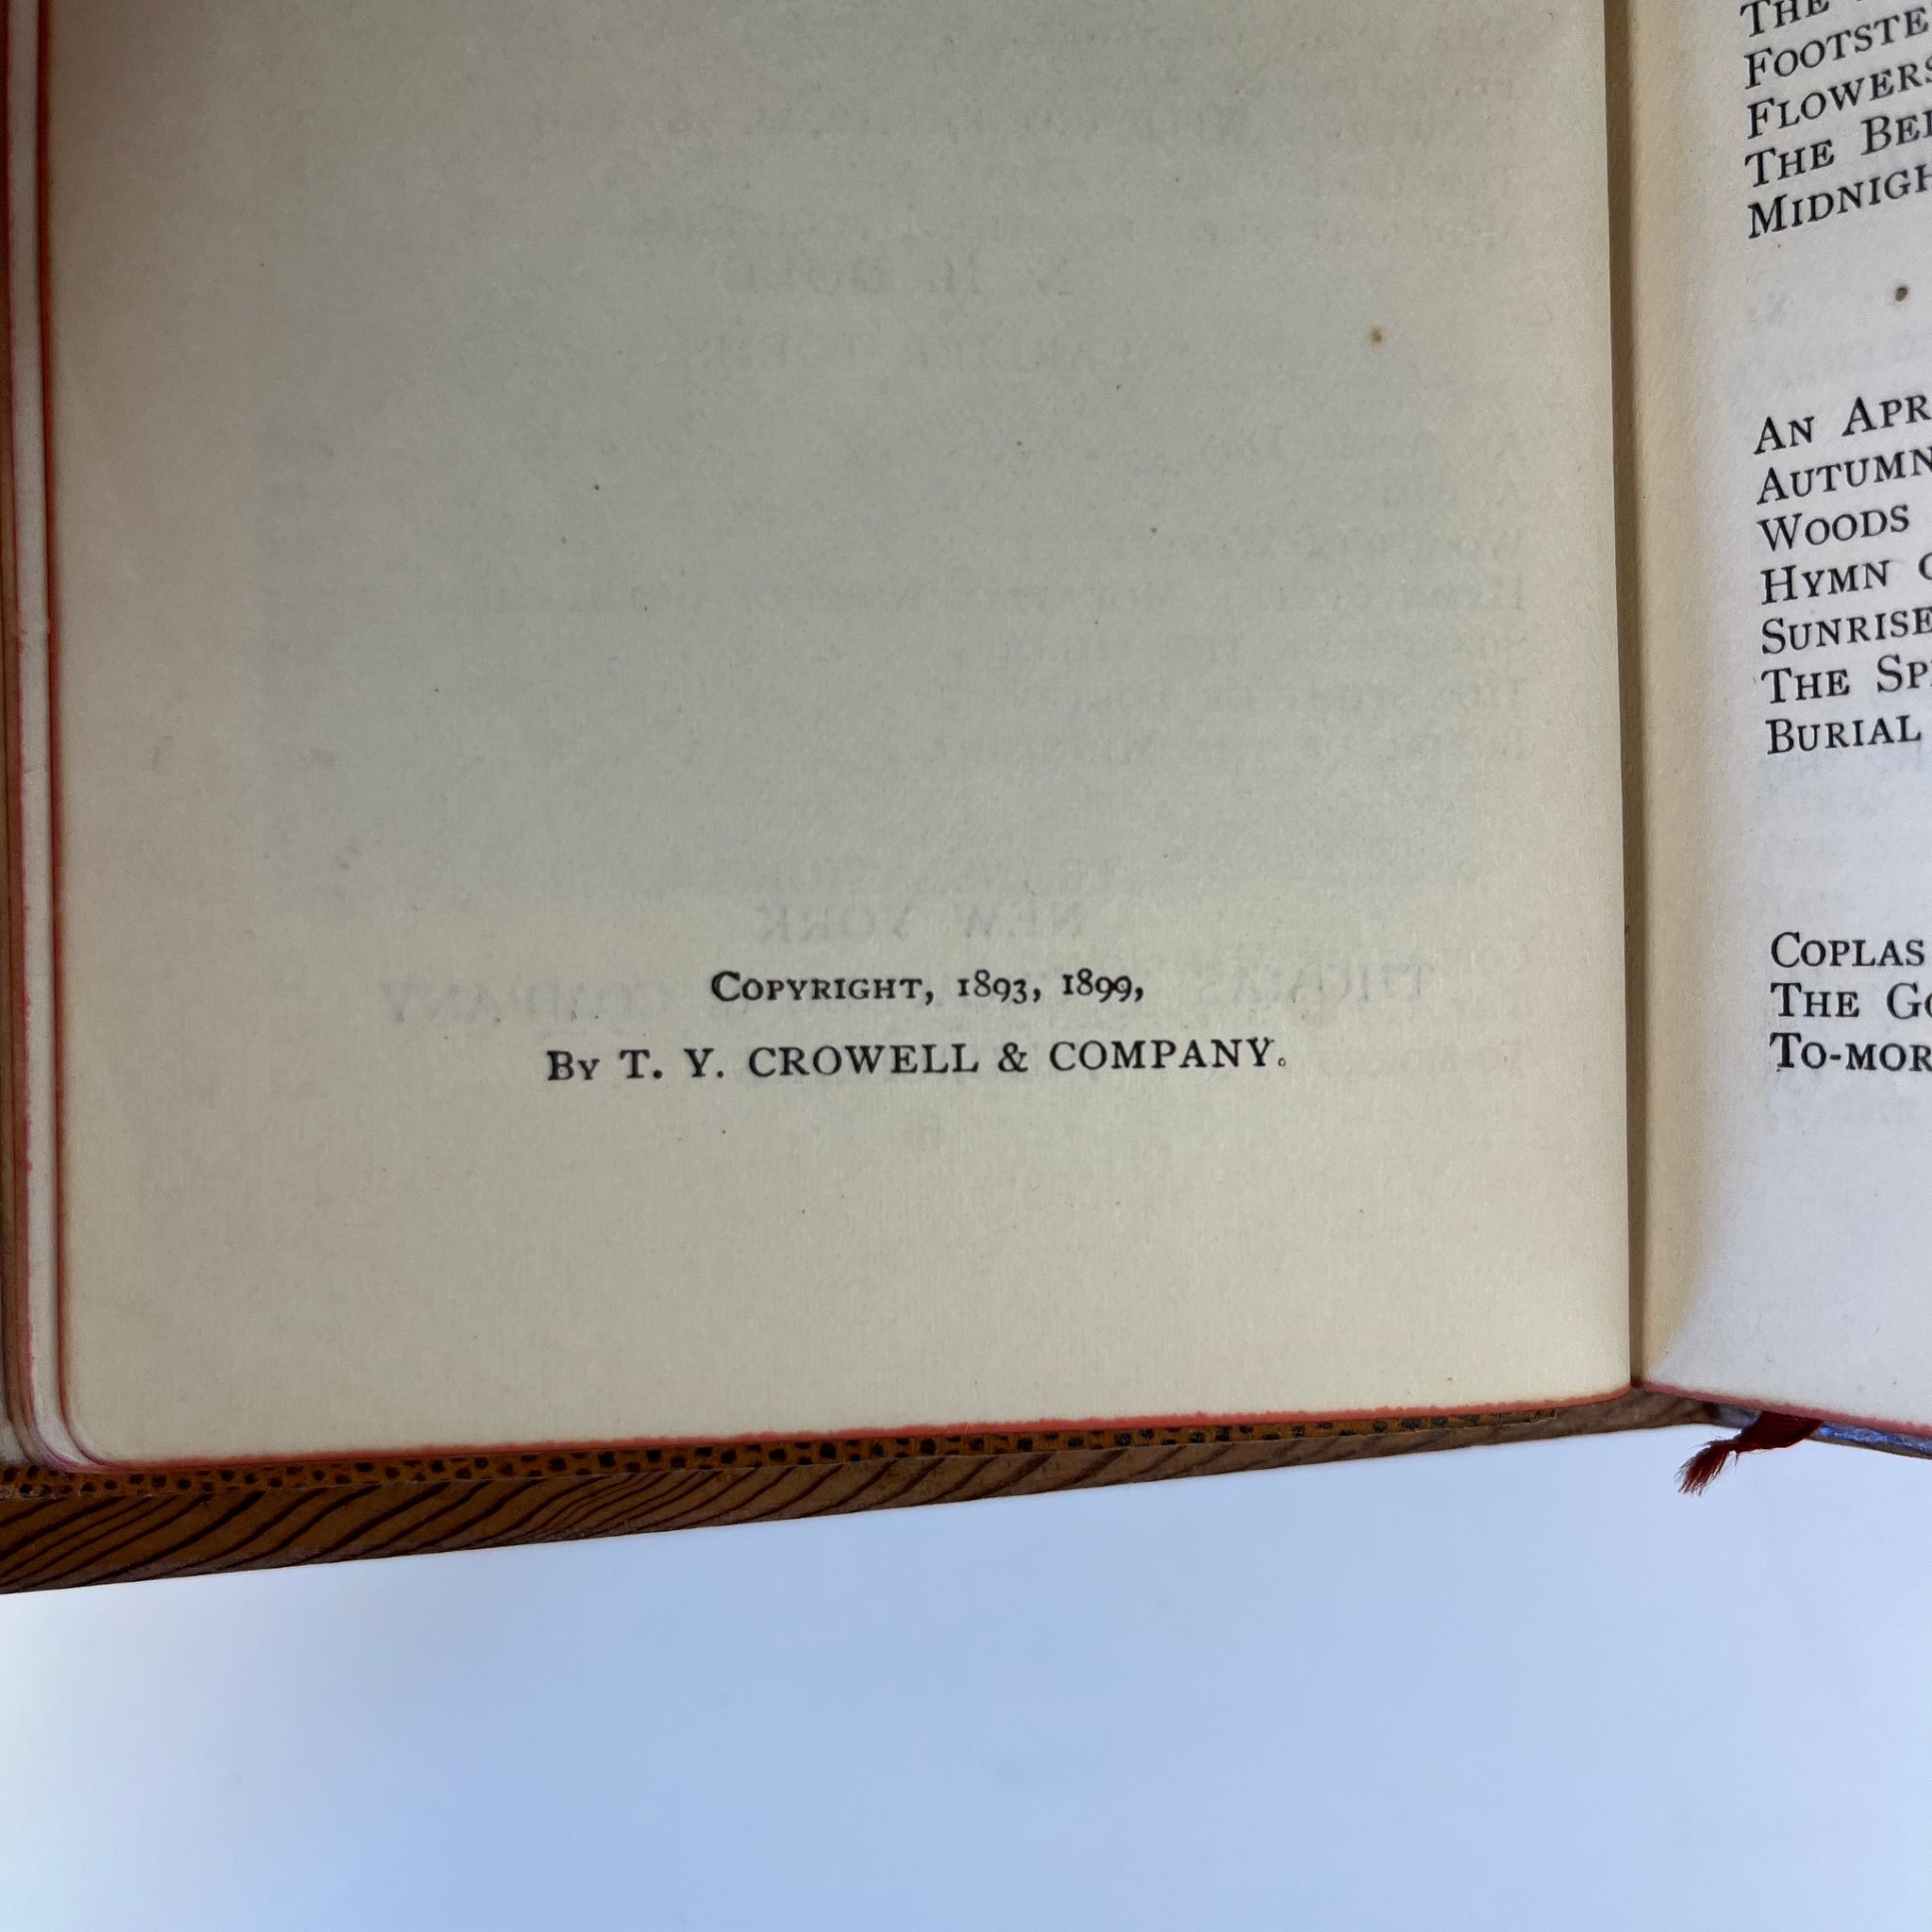 COPYRIGHT, 1893, 1899,
BY T. Y. CROWELL & COMPANY.
THE
FOOTSTE
FLOWERS
THE BE
MIDNIGH
AN APR
AUTUMN
WOODS
HYMN
SUNRISE
THE SP
BURIAL
COPLAS
THE GO
TO-MOR